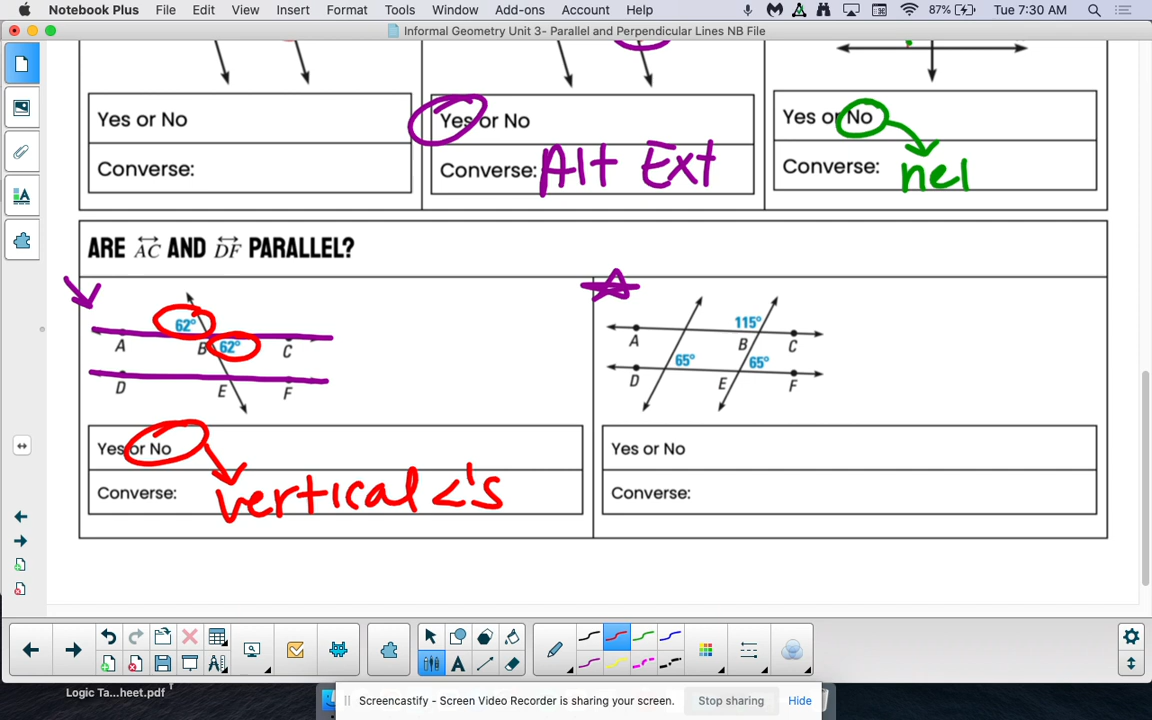 Notebook Plus File Edit View Insert Format Tools Window Add-ons Account Help 87% Tue 7:30 AM
Informal Geometry Unit 3- Parallel and Perpendicular Lines NB File
Yes or No
Converse:
Yes or No
Converse: Alt Ext
Yes or No
Converse: nel
ARE AC AND DF PARALLEL?
62°
A B 62° C
D E F
Yes or No
Converse: vertical <'s
115°
A B C
65° 65°
D E F
Yes or No
Converse:
Logic Ta...heet.pdf
Screencastify - Screen Video Recorder is sharing your screen. Stop sharing Hide